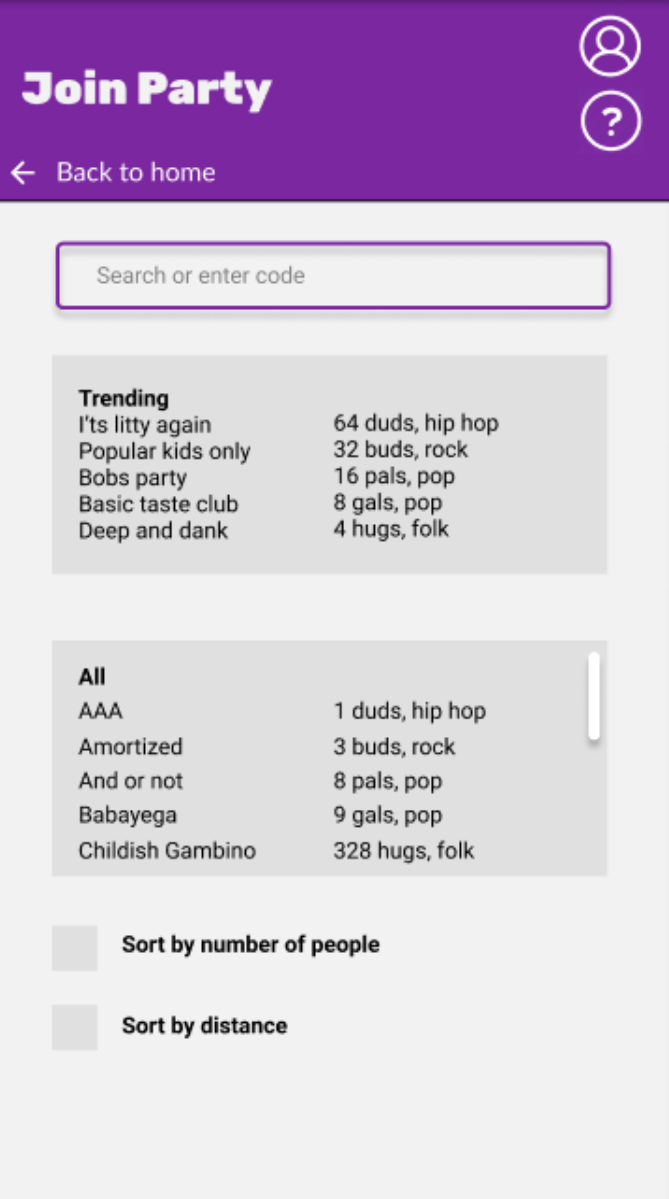 Join Party
?
← Back to home
Search or enter code
Trending
I'ts litty again 64 duds, hip hop
Popular kids only 32 buds, rock
Bobs party 16 pals, pop
Basic taste club 8 gals, pop
Deep and dank 4 hugs, folk
All
AAA 1 duds, hip hop
Amortized 3 buds, rock
And or not 8 pals, pop
Babayega 9 gals, pop
Childish Gambino 328 hugs, folk
Sort by number of people
Sort by distance